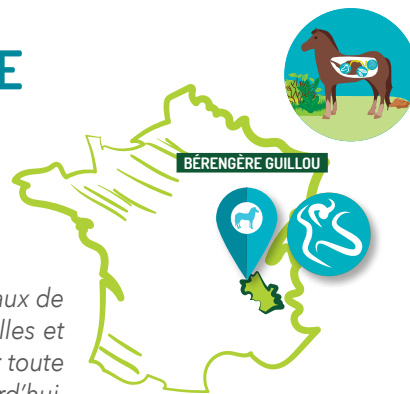 E
BÉRENGÈRE GUILLOU
aux de
lles et
toute
rd'hui,